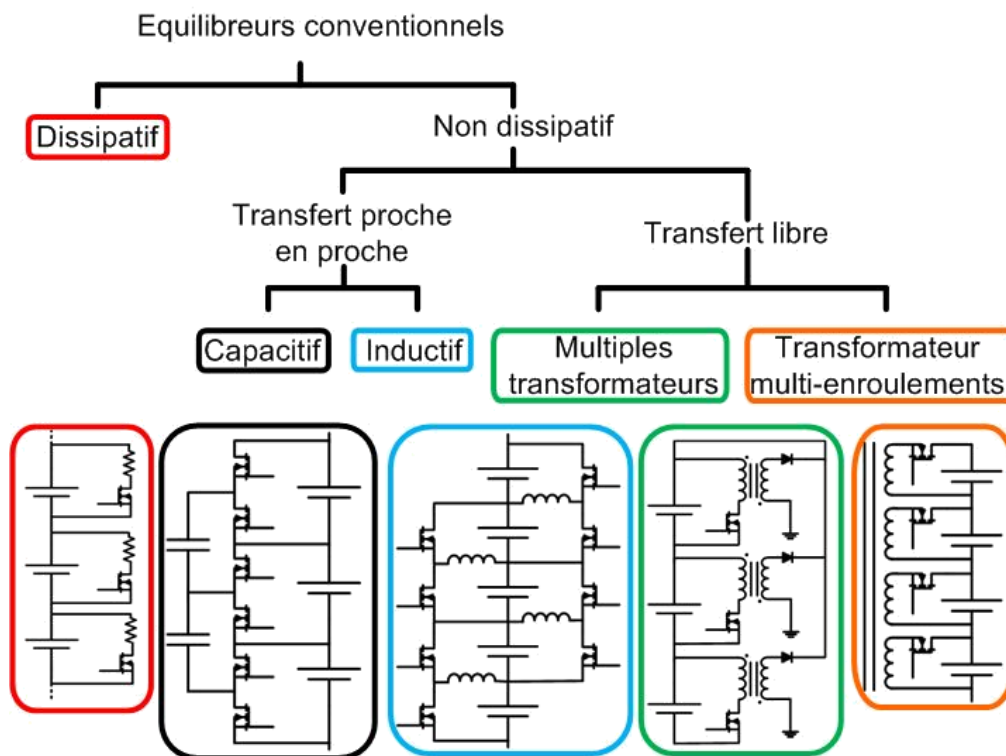 Equilibreurs conventionnels
Dissipatif
Non dissipatif
Transfert proche
en proche
Transfert libre
Capacitif
Inductif
Multiples
transformateurs
Transformateur
multi-enroulements